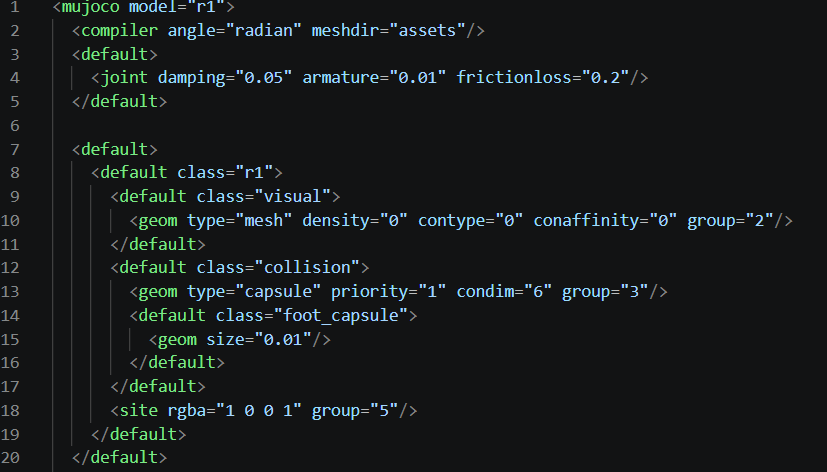 1 <mujoco model="r1">
2 <compiler angle="radian" meshdir="assets"/>
3 <default>
4 <joint damping="0.05" armature="0.01" frictionloss="0.2"/>
5 </default>
6
7 <default>
8 <default class="r1">
9 <default class="visual">
10 <geom type="mesh" density="0" contype="0" conaffinity="0" group="2"/>
11 </default>
12 <default class="collision">
13 <geom type="capsule" priority="1" condim="6" group="3"/>
14 <default class="foot_capsule">
15 <geom size="0.01"/>
16 </default>
17 </default>
18 <site rgba="1 0 0 1" group="5"/>
19 </default>
20 </default>